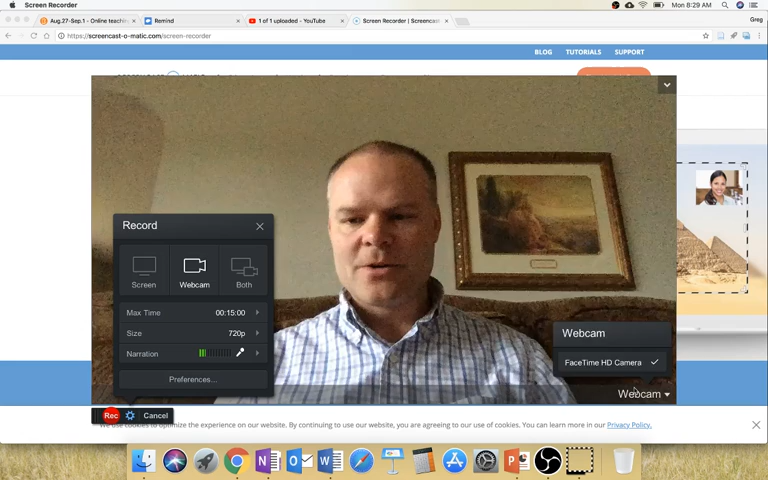 Screen Recorder
Mon 8:29 AM
Aug.27-Sep.1 - Online teachin
Remind
1 of 1 uploaded - YouTube
Screen Recorder | Screencast
Greg
https://screencast-o-matic.com/screen-recorder
BLOG TUTORIALS SUPPORT
Record
Screen Webcam Both
Max Time 00:15:00
Size 720p
Narration
Preferences...
Webcam
FaceTime HD Camera
Webcam
Rec Cancel
use cookies to optimize the experience on our website. By continuing to use our website, you are agreeing to our use of cookies. You can learn more in our Privacy Policy.